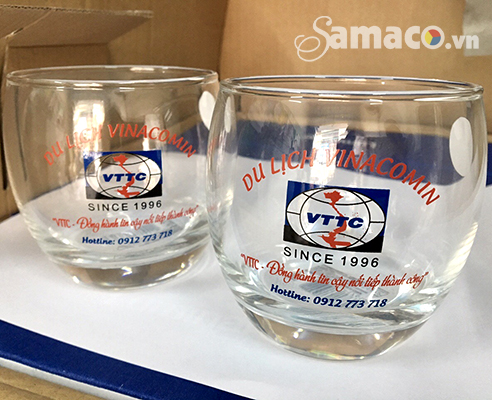 Samaco.vn
DU LỊCH VINACOMIN
VTTC
SINCE 1996
"VTTC - Đồng hành tin cậy nối tiếp thành công"
Hotline: 0912 773 718
DU LỊCH VINACOMIN
VTTC
SINCE 1996
"VTTC - Đồng hành tin cậy nối tiếp thành công"
Hotline: 0912 773 718